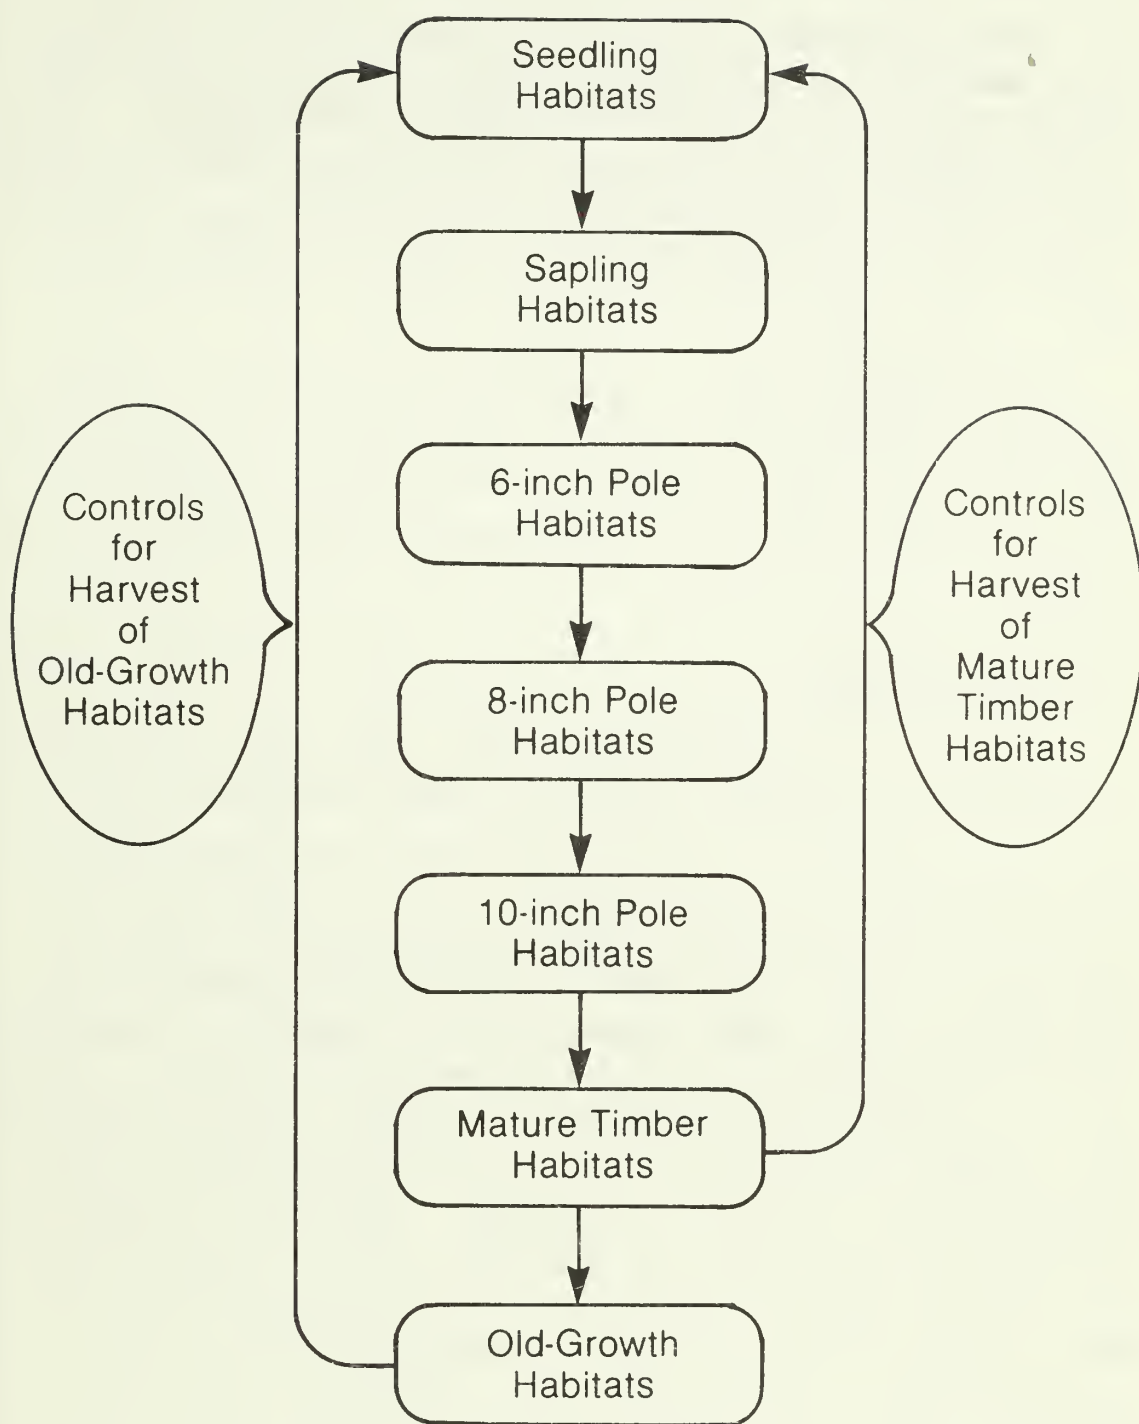 Seedling
Habitats
Sapling
Habitats
6-inch Pole
Habitats
8-inch Pole
Habitats
10-inch Pole
Habitats
Mature Timber
Habitats
Old-Growth
Habitats
Controls
for
Harvest
of
Old-Growth
Habitats
Controls
for
Harvest
of
Mature
Timber
Habitats